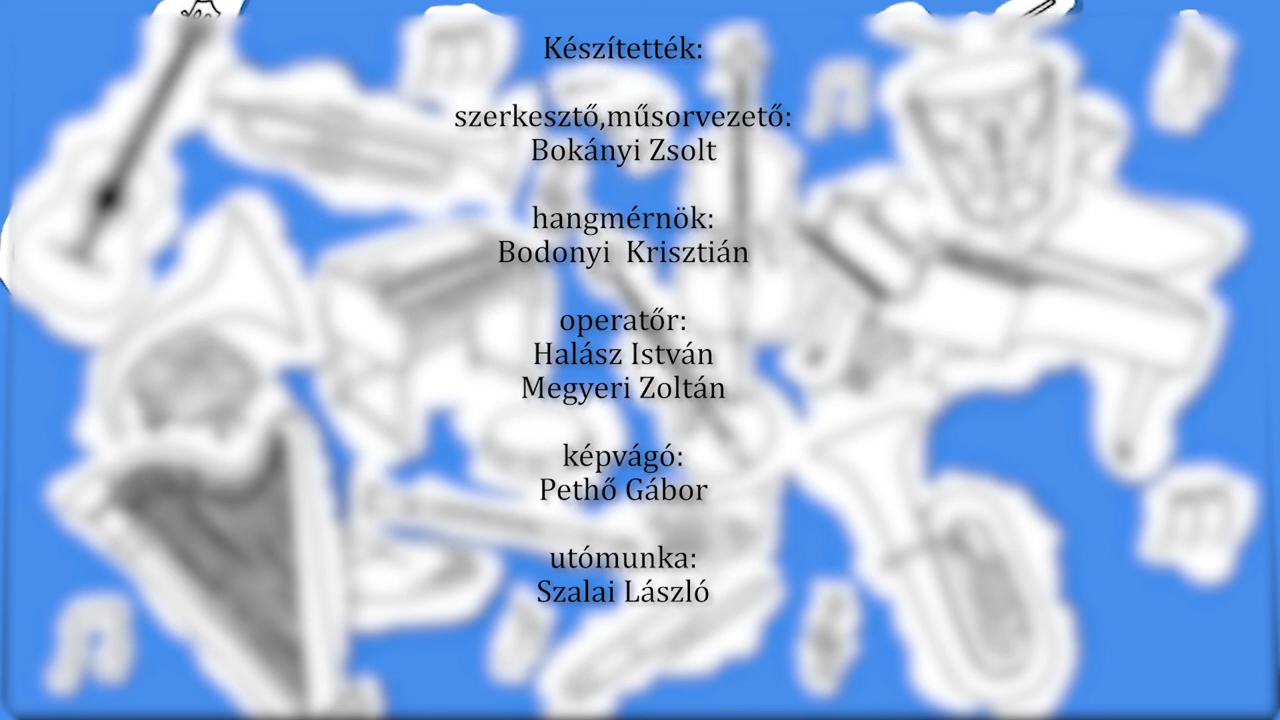 Készítették:
szerkesztő,műsorvezető:
Bokányi Zsolt
hangmérnök:
Bodonyi Krisztián
operatőr:
Halász István
Megyeri Zoltán
képvágó:
Pethő Gábor
utómunka:
Szalai László